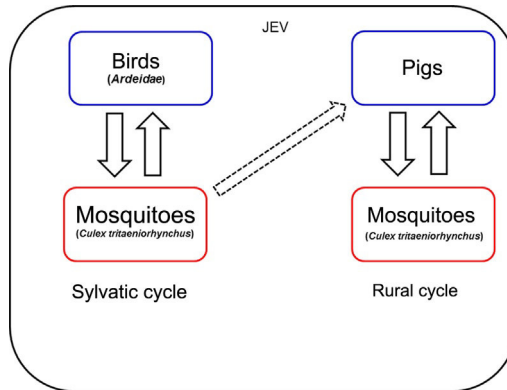 JEV
Birds
(Ardeidae)
Pigs
Mosquitoes
(Culex tritaeniorhynchus)
Mosquitoes
(Culex tritaeniorhynchus)
Sylvatic cycle
Rural cycle